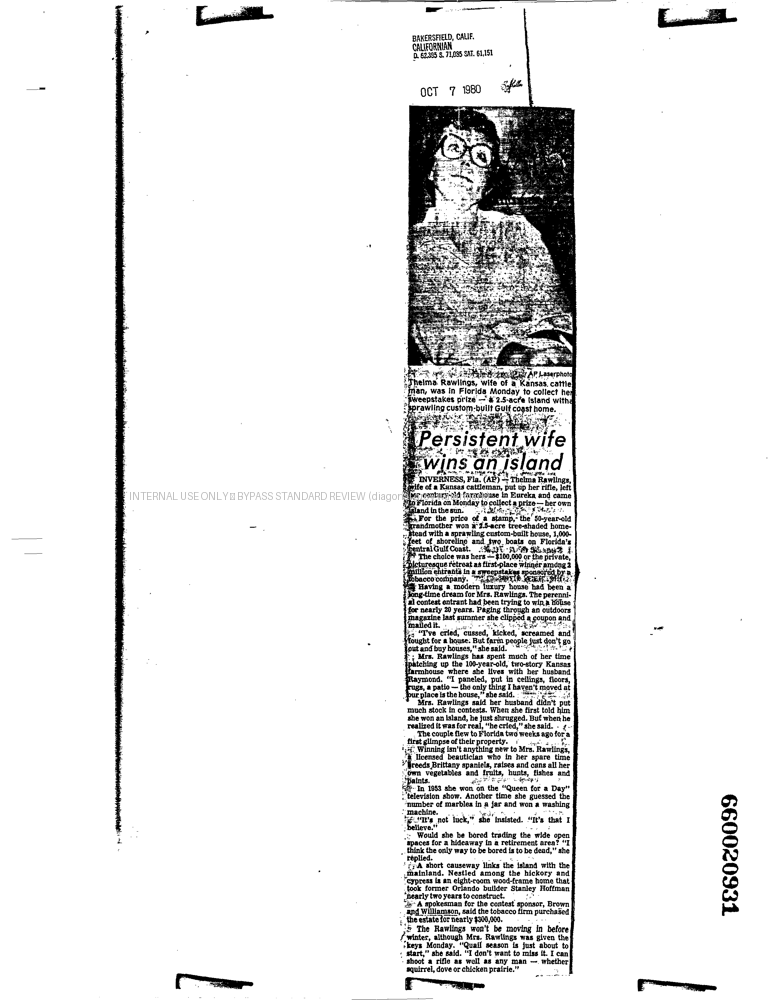 BAKERSFIELD, CALIF.
CALIFORNIAN
D. 62,385 S. 71,095 SAT. 61,151
OCT 7 1980
AP Laserphoto
Thelma Rawlings, wife of a Kansas cattle
man, was in Florida Monday to collect her
sweepstakes prize — a 2.5-acre island with a
sprawling custom-built Gulf coast home.
Persistent wife
wins an island
INVERNESS, Fla. (AP) — Thelma Rawlings,
wife of a Kansas cattleman, put up her rifle, left
her century-old farmhouse in Eureka and came
to Florida on Monday to collect a prize — her own
island in the sun.
INTERNAL USE ONLY BYPASS STANDARD REVIEW (diagor
For the price of a stamp, the 50-year-old
grandmother won a 2.5-acre tree-shaded home-
stead with a sprawling custom-built house, 1,000-
feet of shoreline and two boats on Florida's
central Gulf Coast.
The choice was hers — $100,000 or the private,
picturesque retreat as first-place winner among 2
million entrants in a sweepstakes sponsored by a
tobacco company.
Having a modern luxury house had been a
long-time dream for Mrs. Rawlings. The perenni-
al contest entrant had been trying to win a house
for nearly 20 years. Paging through an outdoors
magazine last summer she clipped a coupon and
mailed it.
"I've cried, cussed, kicked, screamed and
fought for a house. But farm people just don't go
out and buy houses," she said.
Mrs. Rawlings has spent much of her time
patching up the 100-year-old, two-story Kansas
farmhouse where she lives with her husband
Raymond. "I paneled, put in ceilings, floors,
rugs, a patio — the only thing I haven't moved at
our place is the house," she said.
Mrs. Rawlings said her husband didn't put
much stock in contests. When she first told him
she won an island, he just shrugged. But when he
realized it was for real, "he cried," she said.
The couple flew to Florida two weeks ago for a
first glimpse of their property.
Winning isn't anything new to Mrs. Rawlings,
a licensed beautician who in her spare time
breeds Brittany spaniels, raises and cans all her
own vegetables and fruits, hunts, fishes and
paints.
In 1953 she won on the "Queen for a Day"
television show. Another time she guessed the
number of marbles in a jar and won a washing
machine.
"It's not luck," she insisted. "It's that I
believe."
Would she be bored trading the wide open
spaces for a hideaway in a retirement area? "I
think the only way to be bored is to be dead," she
replied.
A short causeway links the island with the
mainland. Nestled among the hickory and
cypress is an eight-room wood-frame home that
took former Orlando builder Stanley Hoffman
nearly two years to construct.
A spokesman for the contest sponsor, Brown
and Williamson, said the tobacco firm purchased
the estate for nearly $300,000.
The Rawlings won't be moving in before
winter, although Mrs. Rawlings was given the
keys Monday. "Quail season is just about to
start," she said. "I don't want to miss it. I can
shoot a rifle as well as any man — whether
squirrel, dove or chicken prairie."
660020931